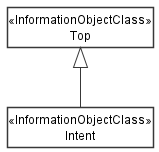 «InformationObjectClass»
Top
«InformationObjectClass»
Intent